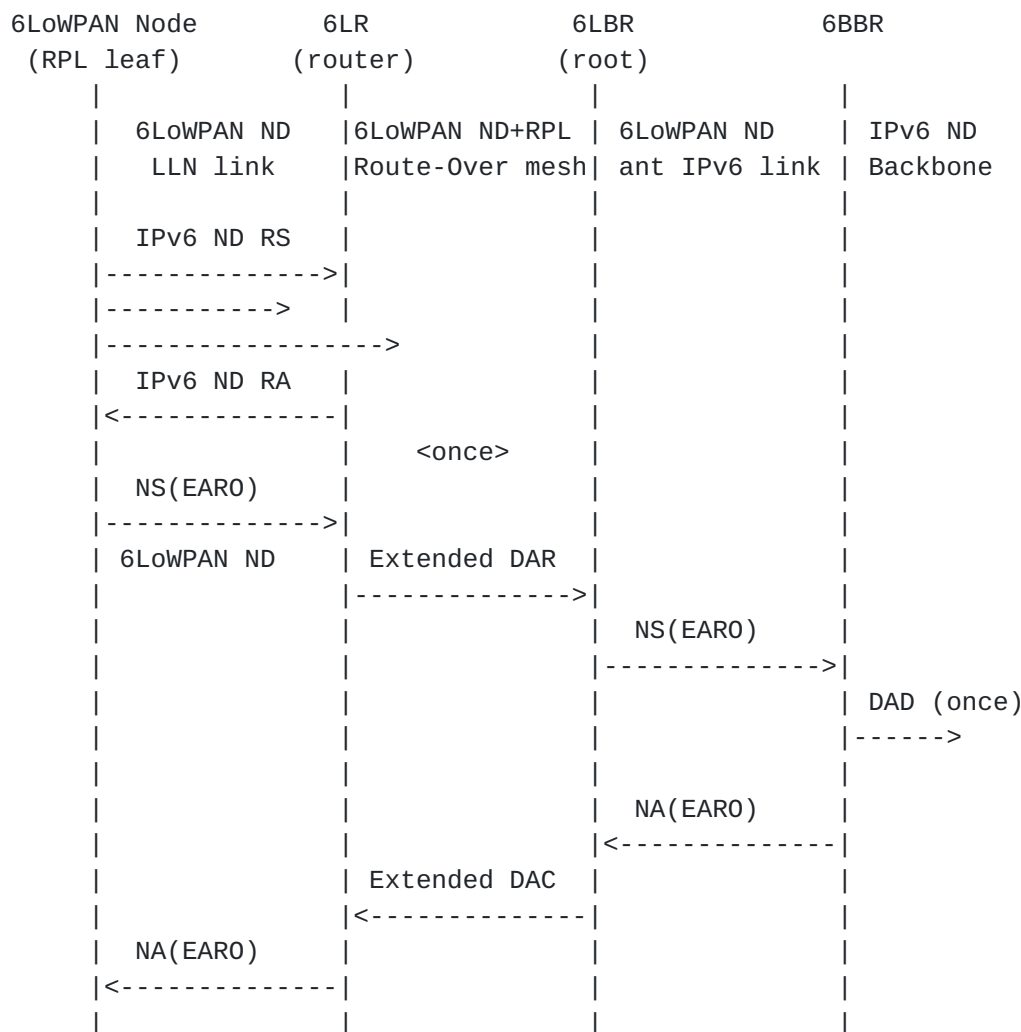 6LoWPAN Node        6LR             6LBR            6BBR
 (RPL leaf)       (router)         (root)
     |               |               |               |
     |  6LoWPAN ND   |6LoWPAN ND+RPL | 6LoWPAN ND    | IPv6 ND
     |   LLN link    |Route-Over mesh| ant IPv6 link | Backbone
     |               |               |               |
     |  IPv6 ND RS   |               |               |
     |-------------->|               |               |
     |----------->   |               |               |
     |------------------>            |               |
     |  IPv6 ND RA   |               |               |
     |<--------------|               |               |
     |               |    <once>     |               |
     |  NS(EARO)     |               |               |
     |-------------->|               |               |
     | 6LoWPAN ND    | Extended DAR  |               |
     |               |-------------->|               |
     |               |               |  NS(EARO)     |
     |               |               |-------------->|
     |               |               |               | DAD (once)
     |               |               |               |------>
     |               |               |               |
     |               |               |  NA(EARO)     |
     |               |               |<--------------|
     |               | Extended DAC  |               |
     |               |<--------------|               |
     |  NA(EARO)     |               |               |
     |<--------------|               |               |
     |               |               |               |